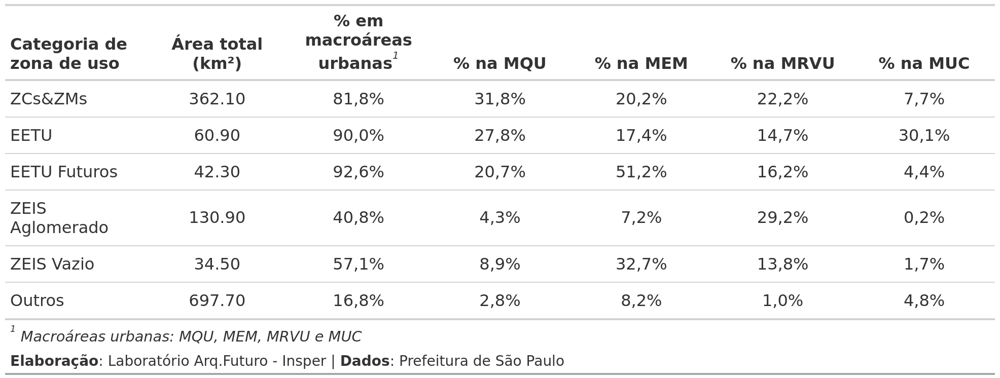 Categoria de zona de uso | Área total (km²) | % em macroáreas urbanas¹ | % na MQU | % na MEM | % na MRVU | % na MUC
ZCs&ZMs | 362.10 | 81,8% | 31,8% | 20,2% | 22,2% | 7,7%
EETU | 60.90 | 90,0% | 27,8% | 17,4% | 14,7% | 30,1%
EETU Futuros | 42.30 | 92,6% | 20,7% | 51,2% | 16,2% | 4,4%
ZEIS Aglomerado | 130.90 | 40,8% | 4,3% | 7,2% | 29,2% | 0,2%
ZEIS Vazio | 34.50 | 57,1% | 8,9% | 32,7% | 13,8% | 1,7%
Outros | 697.70 | 16,8% | 2,8% | 8,2% | 1,0% | 4,8%
¹ Macroáreas urbanas: MQU, MEM, MRVU e MUC
Elaboração: Laboratório Arq.Futuro - Insper | Dados: Prefeitura de São Paulo